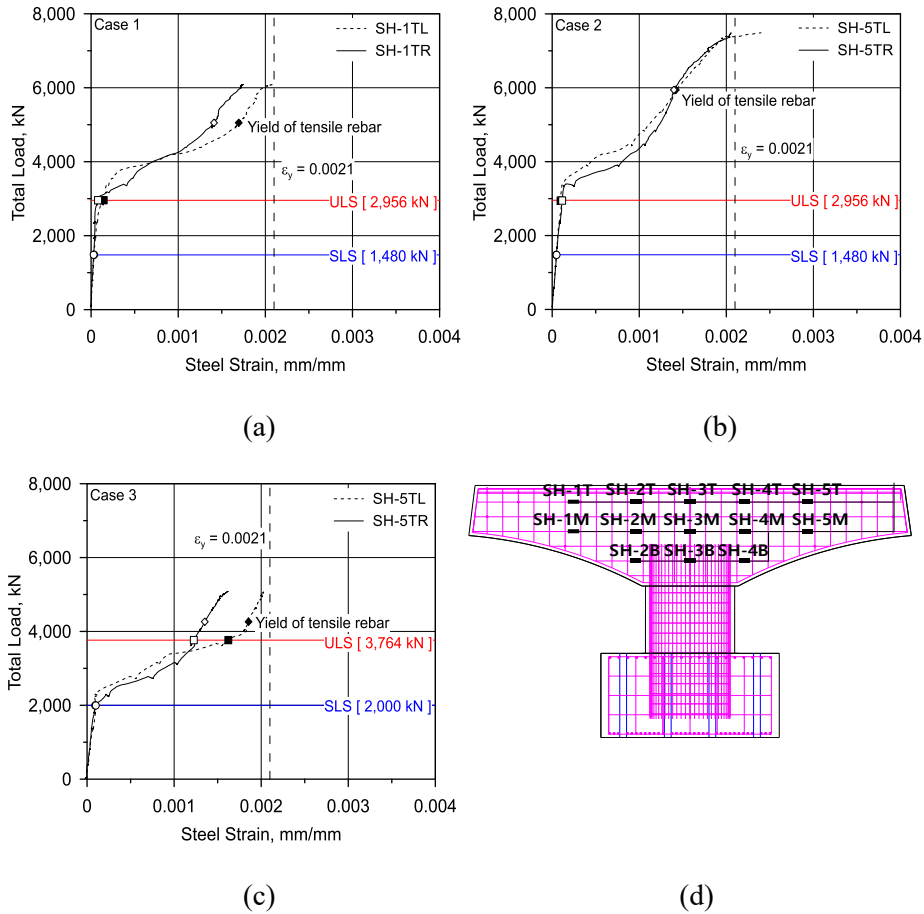 Case 1
SH-1TL
SH-1TR
8,000
6,000
4,000
2,000
0
Total Load, kN
Yield of tensile rebar
εy = 0.0021
ULS [ 2,956 kN ]
SLS [ 1,480 kN ]
0 0.001 0.002 0.003 0.004
Steel Strain, mm/mm
(a)
Case 2
SH-5TL
SH-5TR
8,000
6,000
4,000
2,000
0
Total Load, kN
Yield of tensile rebar
εy = 0.0021
ULS [ 2,956 kN ]
SLS [ 1,480 kN ]
0 0.001 0.002 0.003 0.004
Steel Strain, mm/mm
(b)
Case 3
SH-5TL
SH-5TR
8,000
6,000
4,000
2,000
0
Total Load, kN
εy = 0.0021
Yield of tensile rebar
ULS [ 3,764 kN ]
SLS [ 2,000 kN ]
0 0.001 0.002 0.003 0.004
Steel Strain, mm/mm
(c)
SH-1T SH-2T SH-3T SH-4T SH-5T
SH-1M SH-2M SH-3M SH-4M SH-5M
SH-2B SH-3B SH-4B
(d)